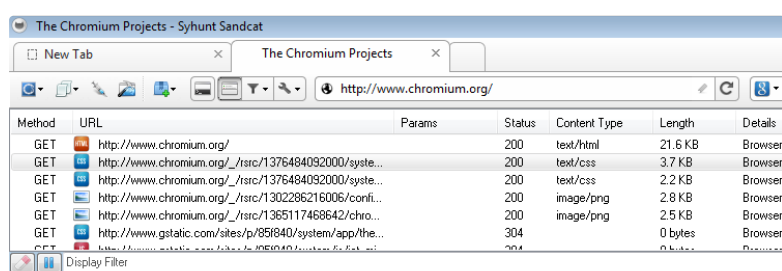 The Chromium Projects - Syhunt Sandcat
New Tab The Chromium Projects
http://www.chromium.org/
Method URL Params Status Content Type Length Details
GET http://www.chromium.org/ 200 text/html 21.6 KB Browser
GET http://www.chromium.org/_/rsrc/1376484092000/syste... 200 text/css 3.7 KB Browser
GET http://www.chromium.org/_/rsrc/1376484092000/syste... 200 text/css 2.2 KB Browser
GET http://www.chromium.org/_/rsrc/1302286216006/confi... 200 image/png 2.8 KB Browser
GET http://www.chromium.org/_/rsrc/1365117468642/chro... 200 image/png 2.5 KB Browser
GET http://www.gstatic.com/sites/p/85f840/system/app/the... 304 0 bytes Browser
GET 304 0 bytes Browser
Display Filter